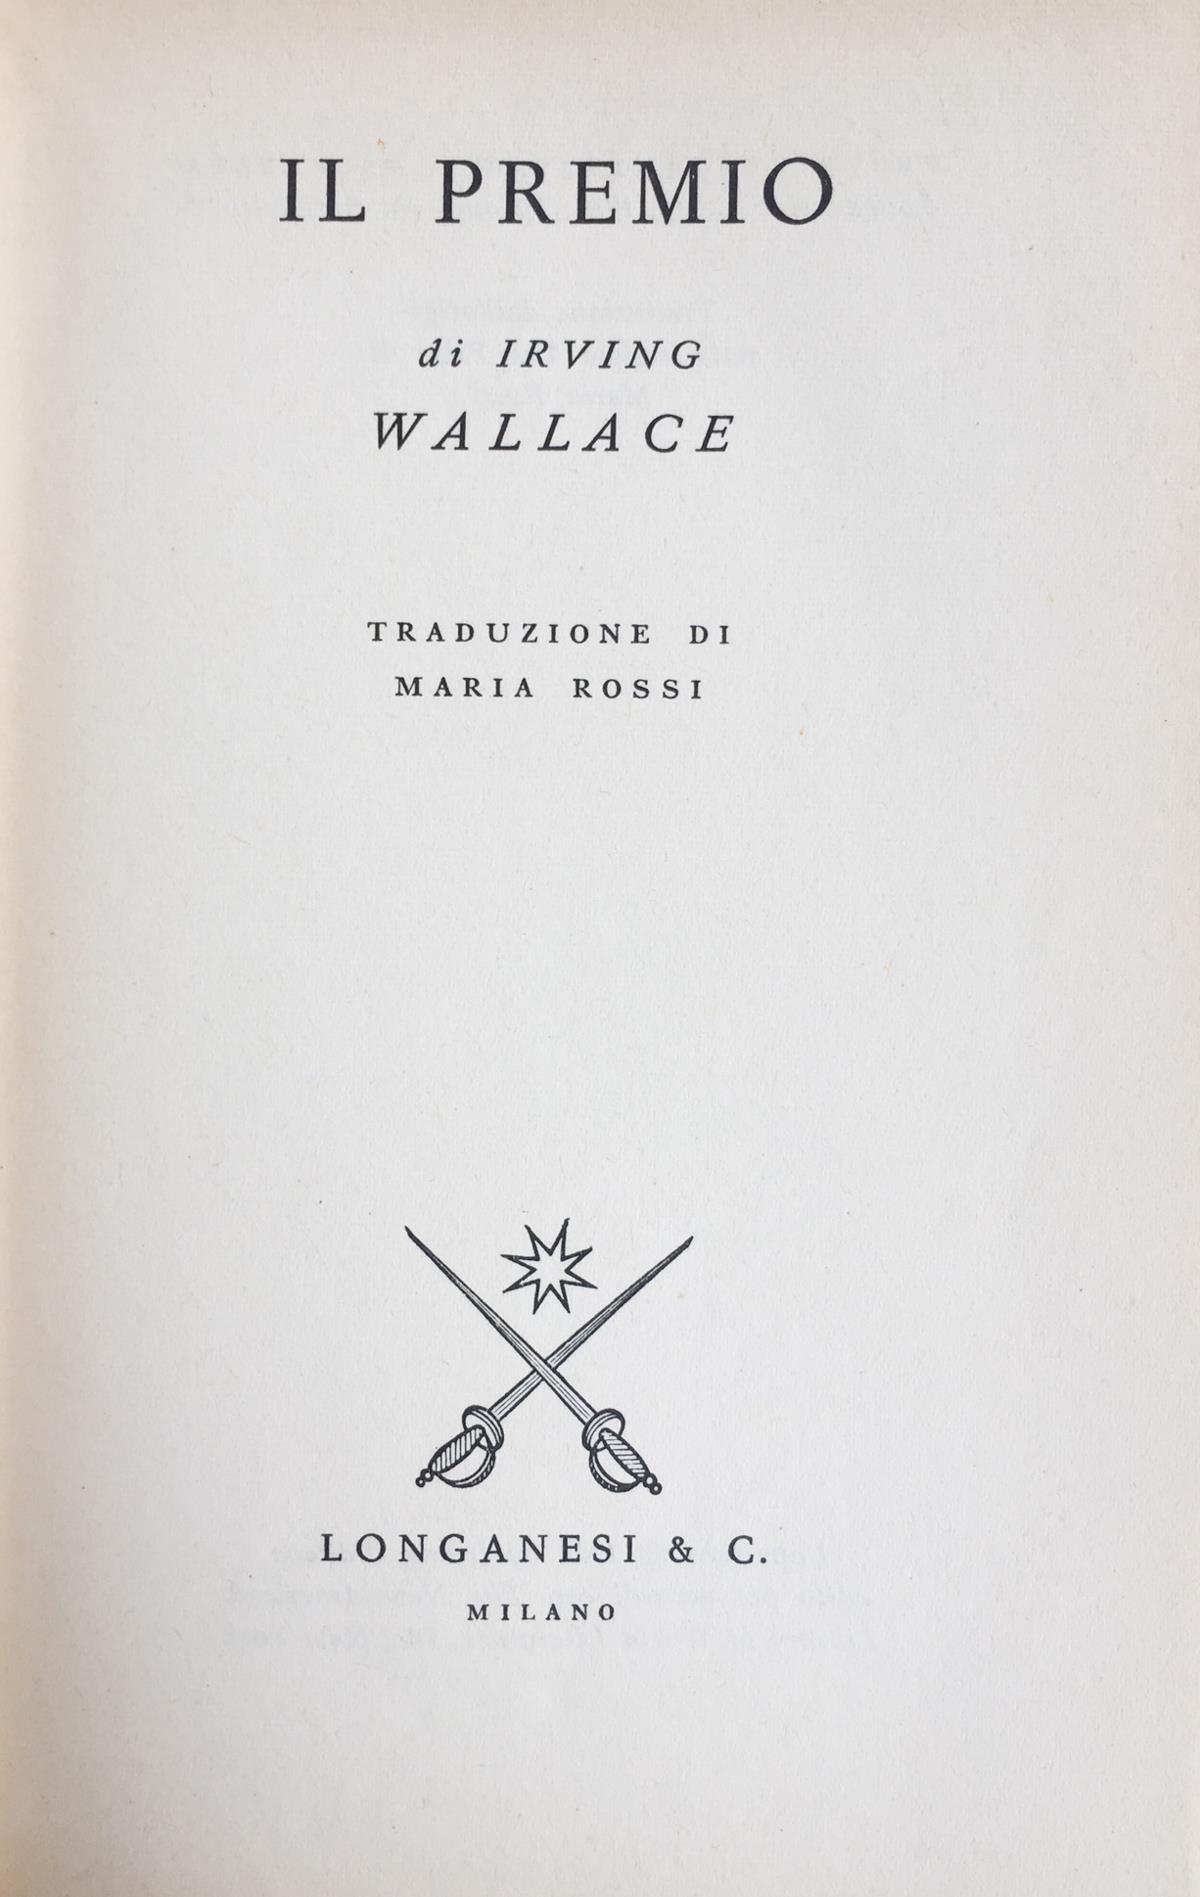 IL PREMIO
di IRVING
WALLACE
TRADUZIONE DI
MARIA ROSSI
LONGANESI & C.
MILANO